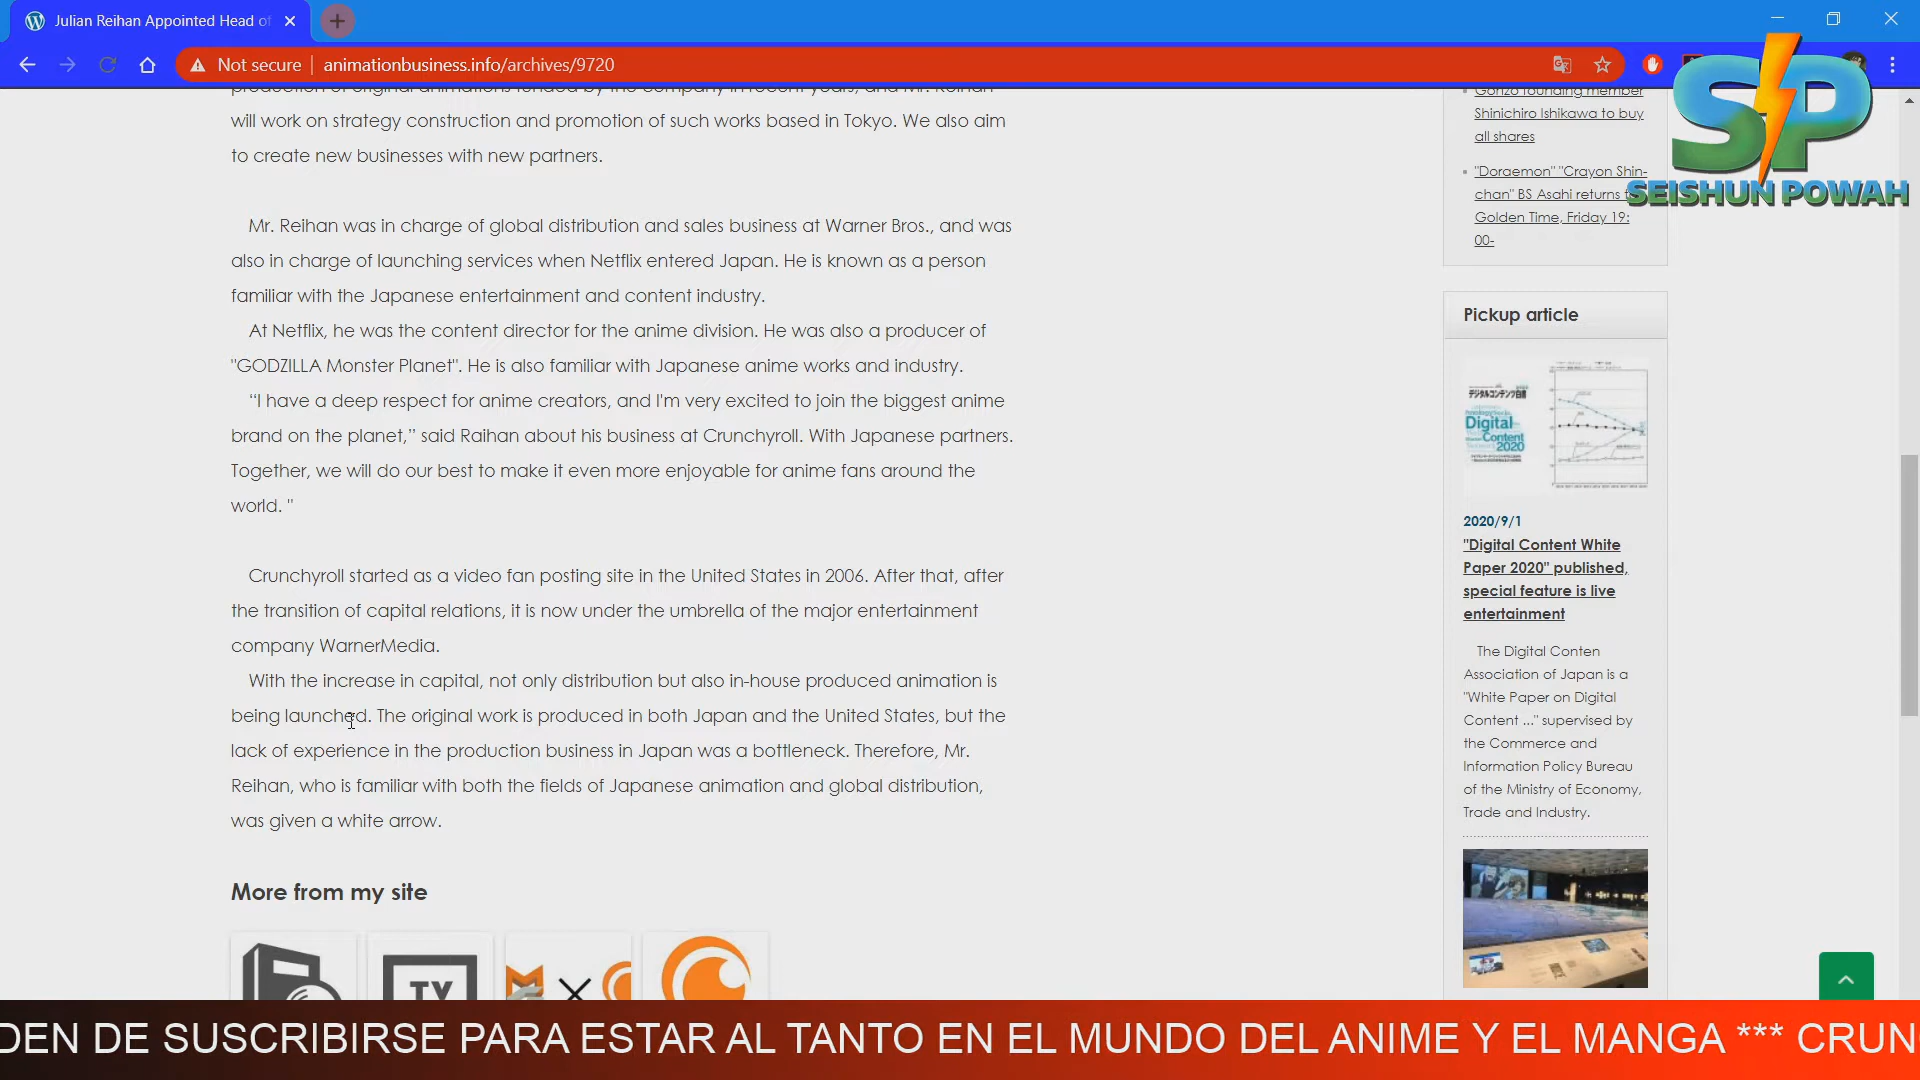 Julian Reihan Appointed Head of
Not secure
animationbusiness.info/archives/9720
SP
SEISHUN POWAH
production of original animations funded by the company in recent years, and Mr. Reihan
will work on strategy construction and promotion of such works based in Tokyo. We also aim
to create new businesses with new partners.
Mr. Reihan was in charge of global distribution and sales business at Warner Bros., and was
also in charge of launching services when Netflix entered Japan. He is known as a person
familiar with the Japanese entertainment and content industry.
At Netflix, he was the content director for the anime division. He was also a producer of
"GODZILLA Monster Planet". He is also familiar with Japanese anime works and industry.
“I have a deep respect for anime creators, and I'm very excited to join the biggest anime
brand on the planet,” said Raihan about his business at Crunchyroll. With Japanese partners.
Together, we will do our best to make it even more enjoyable for anime fans around the
world. "
Crunchyroll started as a video fan posting site in the United States in 2006. After that, after
the transition of capital relations, it is now under the umbrella of the major entertainment
company WarnerMedia.
With the increase in capital, not only distribution but also in-house produced animation is
being launched. The original work is produced in both Japan and the United States, but the
lack of experience in the production business in Japan was a bottleneck. Therefore, Mr.
Reihan, who is familiar with both the fields of Japanese animation and global distribution,
was given a white arrow.
More from my site
TY
Gonzo founding member
Shinichiro Ishikawa to buy
all shares
"Doraemon" "Crayon Shin-
chan" BS Asahi returns
Golden Time, Friday 19:
00-
Pickup article
デジタルコンテンツ白書
Digital
Content
2020
2020/9/1
"Digital Content White
Paper 2020" published,
special feature is live
entertainment
The Digital Conten
Association of Japan is a
"White Paper on Digital
Content ..." supervised by
the Commerce and
Information Policy Bureau
of the Ministry of Economy,
Trade and Industry.
DEN DE SUSCRIBIRSE PARA ESTAR AL TANTO EN EL MUNDO DEL ANIME Y EL MANGA *** CRUN